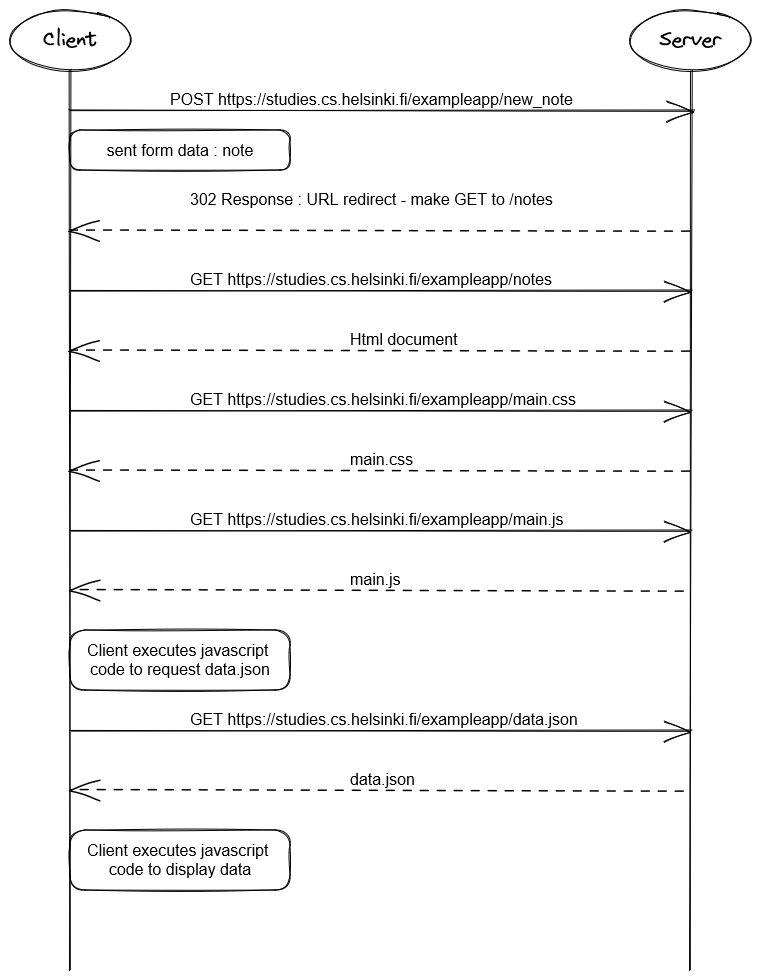 Client
Server
POST https://studies.cs.helsinki.fi/exampleapp/new_note
sent form data : note
302 Response : URL redirect - make GET to /notes
GET https://studies.cs.helsinki.fi/exampleapp/notes
Html document
GET https://studies.cs.helsinki.fi/exampleapp/main.css
main.css
GET https://studies.cs.helsinki.fi/exampleapp/main.js
main.js
Client executes javascript
code to request data.json
GET https://studies.cs.helsinki.fi/exampleapp/data.json
data.json
Client executes javascript
code to display data